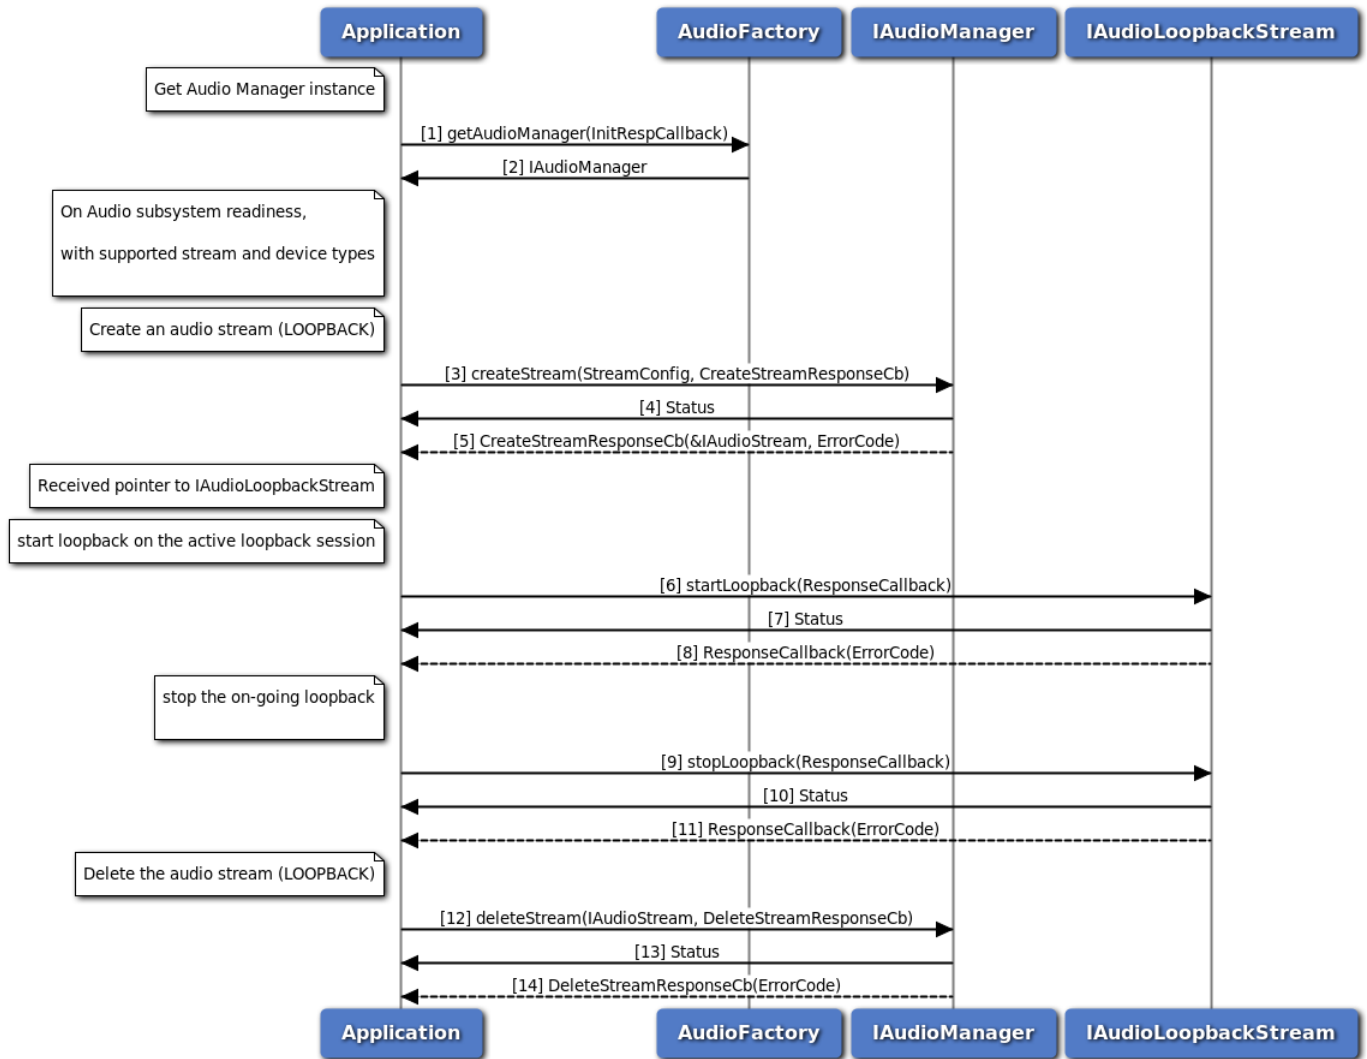 Application
AudioFactory
IAudioManager
IAudioLoopbackStream
Get Audio Manager instance
[1] getAudioManager(InitRespCallback)
[2] IAudioManager
On Audio subsystem readiness,
with supported stream and device types
Create an audio stream (LOOPBACK)
[3] createStream(StreamConfig, CreateStreamResponseCb)
[4] Status
[5] CreateStreamResponseCb(&IAudioStream, ErrorCode)
Received pointer to IAudioLoopbackStream
start loopback on the active loopback session
[6] startLoopback(ResponseCallback)
[7] Status
[8] ResponseCallback(ErrorCode)
stop the on-going loopback
[9] stopLoopback(ResponseCallback)
[10] Status
[11] ResponseCallback(ErrorCode)
Delete the audio stream (LOOPBACK)
[12] deleteStream(IAudioStream, DeleteStreamResponseCb)
[13] Status
[14] DeleteStreamResponseCb(ErrorCode)
Application
AudioFactory
IAudioManager
IAudioLoopbackStream